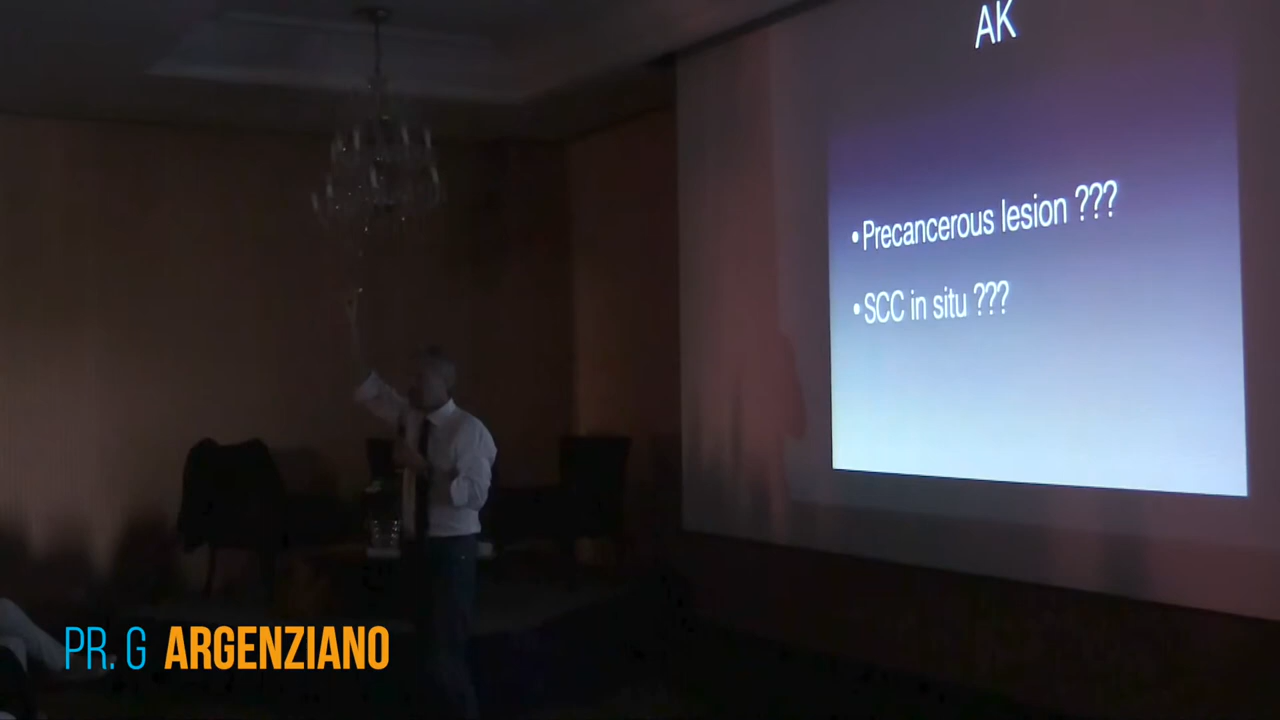 AK
•Precancerous lesion ???
•SCC in situ ???
PR. G ARGENZIANO